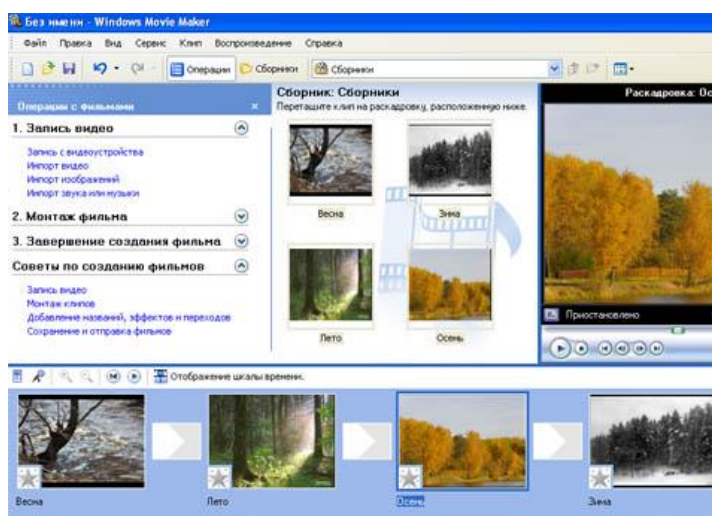 Без имени - Windows Movie Maker
Файл Правка Вид Сервис Клип Воспроизведение Справка
Операции Сборники Сборники
Операции с фильмами
1. Запись видео
Запись с видеоустройства
Импорт видео
Импорт изображений
Импорт звука или музыки
2. Монтаж фильма
3. Завершение создания фильма
Советы по созданию фильмов
Запись видео
Монтаж клипов
Добавление названий, эффектов и переходов
Сохранение и отправка фильмов
Сборник: Сборники
Перетащите клип на раскадровку, расположенную ниже.
Весна
Зима
Лето
Осень
Раскадровка: Ос
Приостановлено
Отображение шкалы времени.
Весна
Лето
Осень
Зима